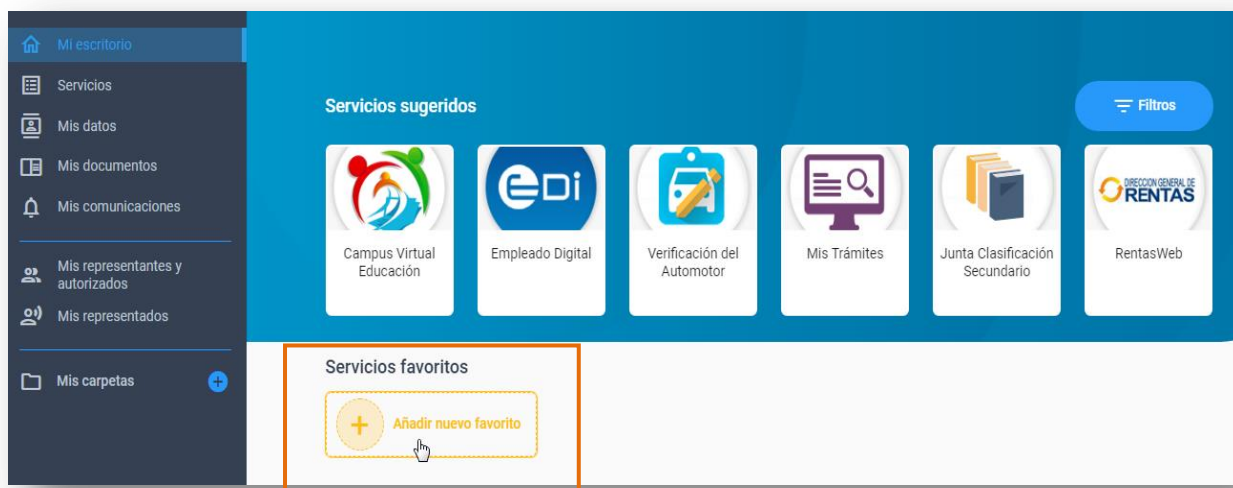 Mi escritorio
Servicios
Mis datos
Mis documentos
Mis comunicaciones
Mis representantes y
autorizados
Mis representados
Mis carpetas
Servicios sugeridos
Filtros
eDi
DIRECCION GENERAL DE
RENTAS
Campus Virtual
Educación
Empleado Digital
Verificación del
Automotor
Mis Trámites
Junta Clasificación
Secundario
RentasWeb
Servicios favoritos
Añadir nuevo favorito